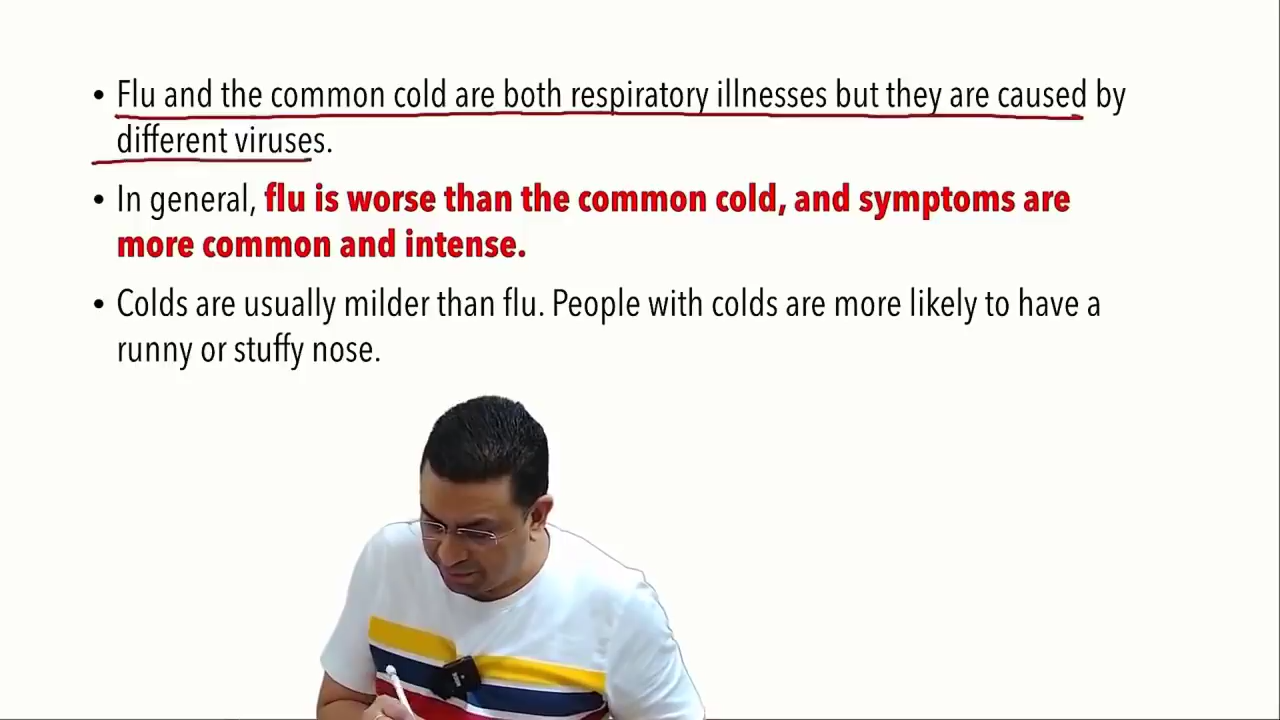 • Flu and the common cold are both respiratory illnesses but they are caused by
different viruses.
• In general, flu is worse than the common cold, and symptoms are
more common and intense.
• Colds are usually milder than flu. People with colds are more likely to have a
runny or stuffy nose.